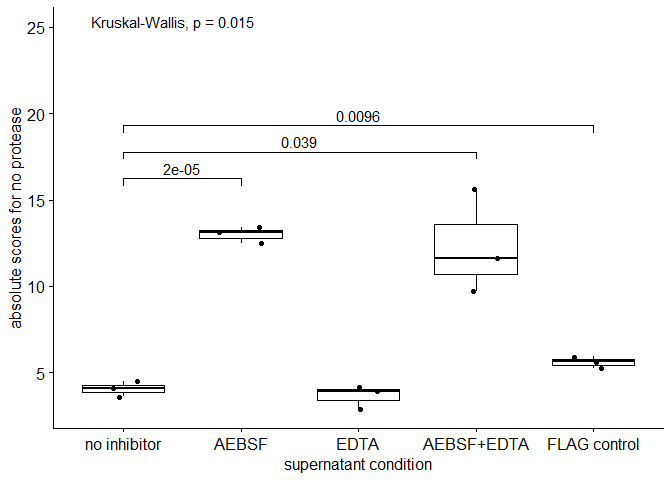 Kruskal-Wallis, p = 0.015
25
20
15
10
5
absolute scores for no protease
0.0096
0.039
2e-05
no inhibitor AEBSF EDTA AEBSF+EDTA FLAG control
supernatant condition